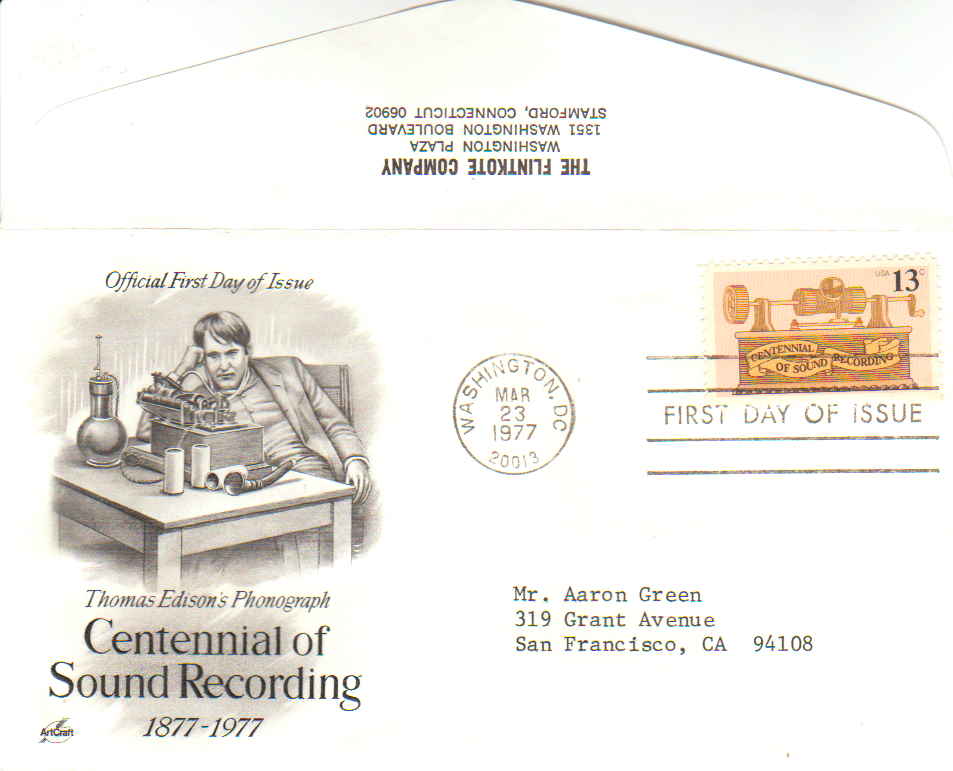 THE FLINTKOTE COMPANY
WASHINGTON PLAZA
1351 WASHINGTON BOULEVARD
STAMFORD, CONNECTICUT 06902
Official First Day of Issue
USA 13c
CENTENNIAL
OF SOUND
RECORDING
WASHINGTON, DC
MAR
23
1977
20013
FIRST DAY OF ISSUE
Thomas Edison's Phonograph
Centennial of
Sound Recording
1877-1977
ArtCraft
Mr. Aaron Green
319 Grant Avenue
San Francisco, CA 94108